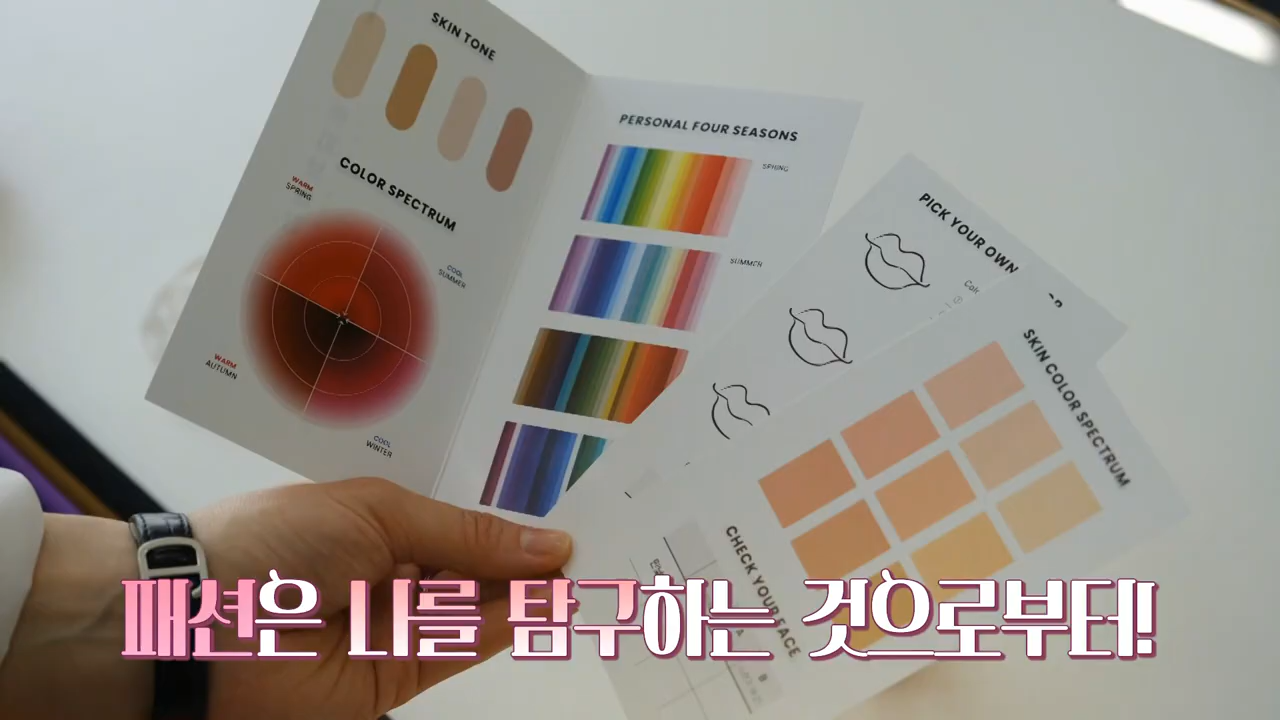 SKIN TONE
COLOR SPECTRUM
WARM
SPRING
COOL
SUMMER
WARM
AUTUMN
COOL
WINTER
PERSONAL FOUR SEASONS
SPRING
SUMMER
PICK YOUR OWN
SKIN COLOR SPECTRUM
CHECK YOUR FACE
B
패션은 나를 탐구하는 것으로부터!